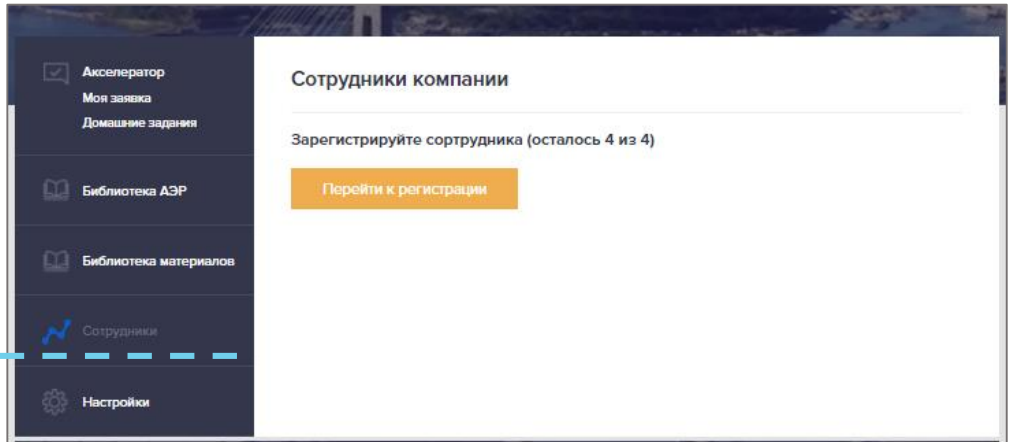 Акселератор
Моя заявка
Домашние задания
Библиотека АЭР
Библиотека материалов
Сотрудники
Настройки
Сотрудники компании
Зарегистрируйте сортрудника (осталось 4 из 4)
Перейти к регистрации